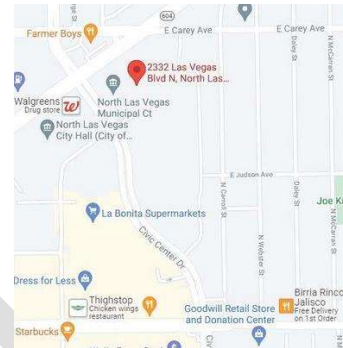 604
E Carey Ave
E Carey Ave
Farmer Boys
2332 Las Vegas
Blvd N, North Las...
Walgreens
Drug store
North Las Vegas
Municipal Ct
North Las Vegas
City Hall (City of...
Daley St
N McCarran St
E Judson Ave
N Carroll St
N Webster St
Daley St
N McCarran St
Joe K
La Bonita Supermarkets
Civic Center Dr
Dress for Less
Thighstop
Chicken wings
restaurant
Goodwill Retail Store
and Donation Center
Birria Rinco
Jalisco
Free Delivery
on 1st Order
Starbucks